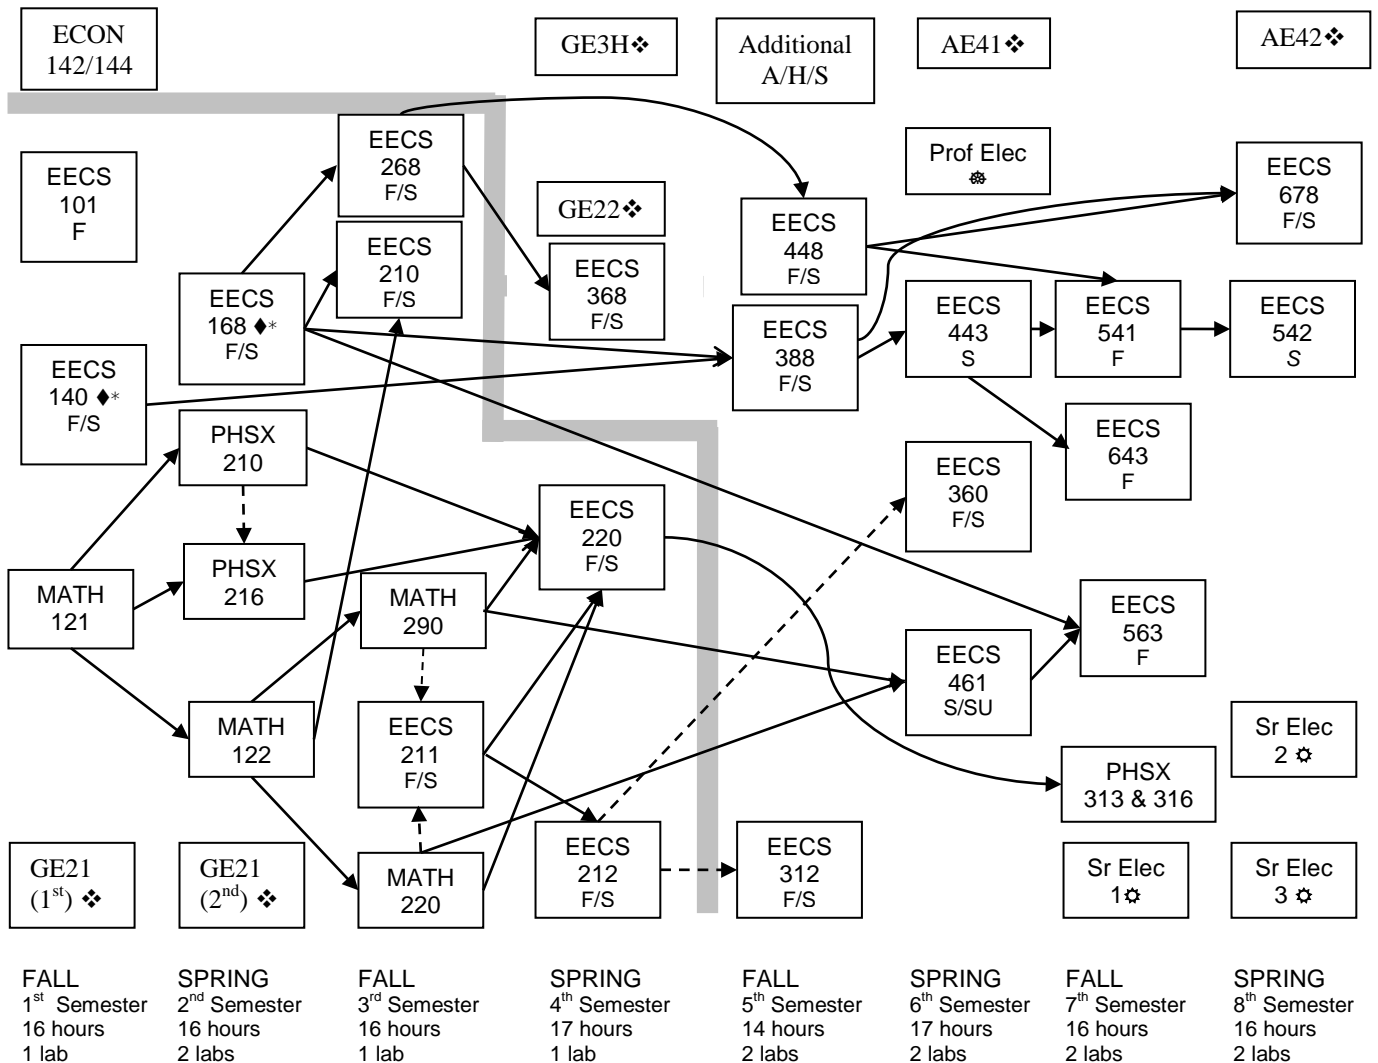 ECON
142/144
GE3H❖
Additional
A/H/S
AE41❖
AE42❖
EECS
101
F
EECS
268
F/S
Prof Elec
☸
EECS
678
F/S
GE22❖
EECS
448
F/S
EECS
210
F/S
EECS
368
F/S
EECS
168 ♦*
F/S
EECS
388
F/S
EECS
443
S
EECS
541
F
EECS
542
S
EECS
140 ♦*
F/S
PHSX
210
EECS
643
F
EECS
360
F/S
EECS
220
F/S
PHSX
216
MATH
121
MATH
290
EECS
563
F
EECS
461
S/SU
MATH
122
EECS
211
F/S
Sr Elec
2 ☼
PHSX
313 & 316
GE21
(1st) ❖
GE21
(2nd) ❖
MATH
220
EECS
212
F/S
EECS
312
F/S
Sr Elec
1☼
Sr Elec
3 ☼
FALL
1st Semester
16 hours
1 lab
SPRING
2nd Semester
16 hours
2 labs
FALL
3rd Semester
16 hours
1 lab
SPRING
4th Semester
17 hours
1 lab
FALL
5th Semester
14 hours
2 labs
SPRING
6th Semester
17 hours
2 labs
FALL
7th Semester
16 hours
2 labs
SPRING
8th Semester
16 hours
2 labs